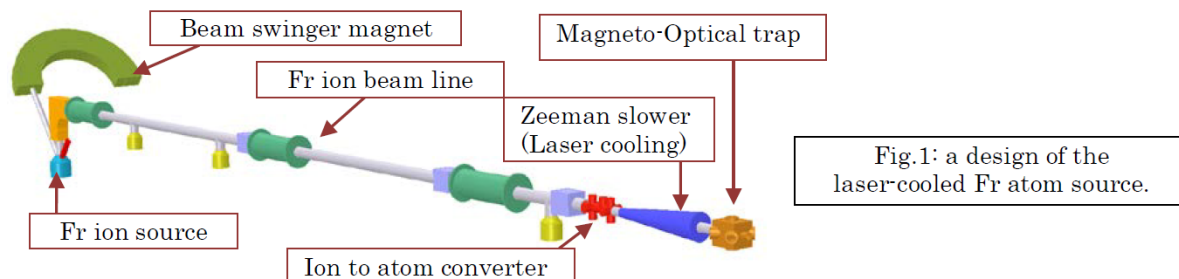 Beam swinger magnet
Magneto-Optical trap
Fr ion beam line
Zeeman slower
(Laser cooling)
Fig.1: a design of the
laser-cooled Fr atom source.
Fr ion source
Ion to atom converter